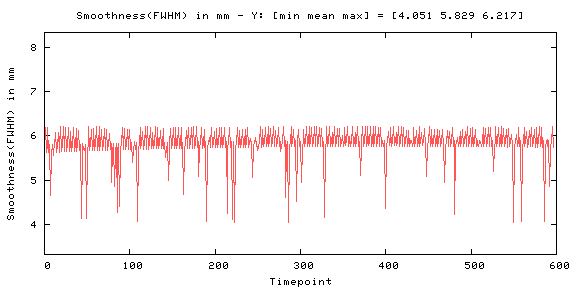 Smoothness(FWHM) in mm - Y: [min mean max] = [4.051 5.829 6.217]
8
7
6
5
4
Smoothness(FWHM) in mm
0 100 200 300 400 500 600
Timepoint